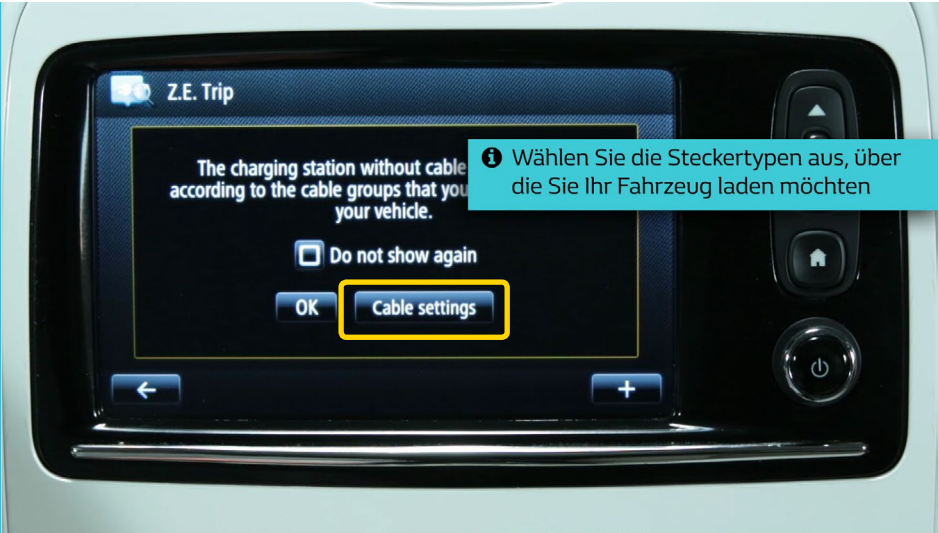 Z.E. Trip
The charging station without cable
according to the cable groups that you
your vehicle.
Wählen Sie die Steckertypen aus, über
die Sie Ihr Fahrzeug laden möchten
Do not show again
OK Cable settings